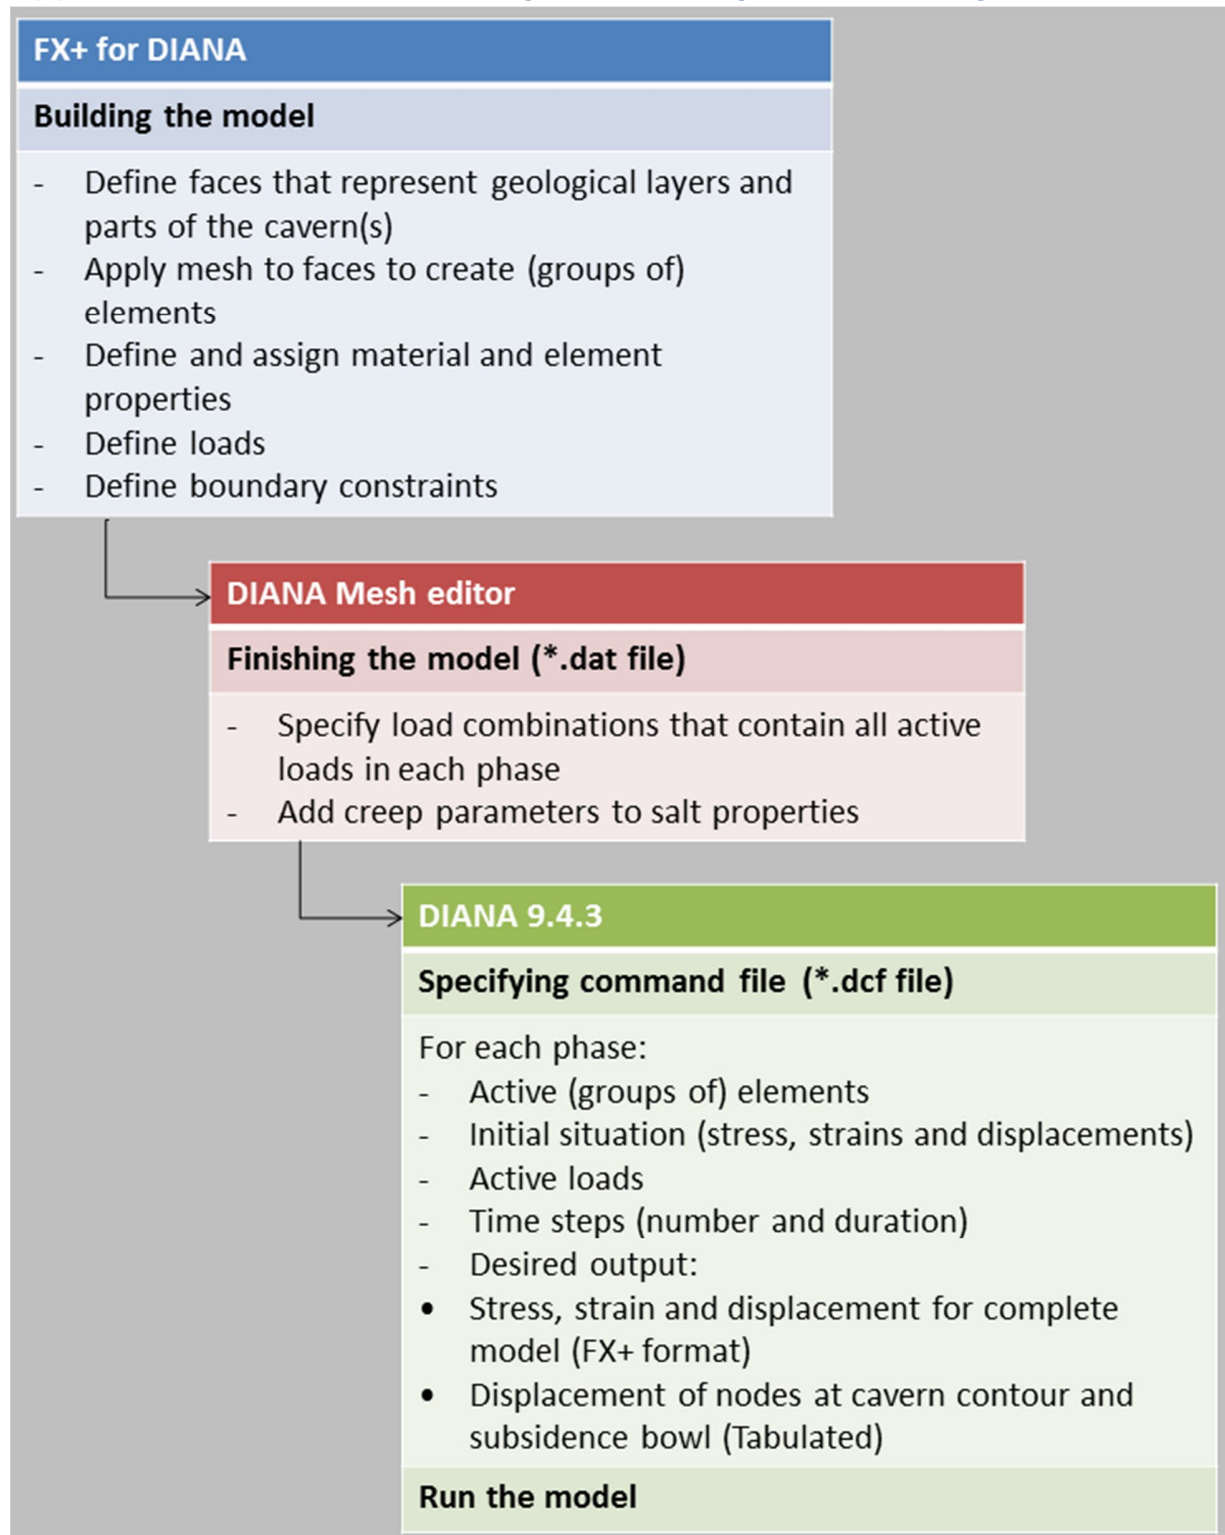 FX+ for DIANA
Building the model
- Define faces that represent geological layers and
parts of the cavern(s)
- Apply mesh to faces to create (groups of)
elements
- Define and assign material and element
properties
- Define loads
- Define boundary constraints
DIANA Mesh editor
Finishing the model (*.dat file)
- Specify load combinations that contain all active
loads in each phase
- Add creep parameters to salt properties
DIANA 9.4.3
Specifying command file (*.dcf file)
For each phase:
- Active (groups of) elements
- Initial situation (stress, strains and displacements)
- Active loads
- Time steps (number and duration)
- Desired output:
• Stress, strain and displacement for complete
model (FX+ format)
• Displacement of nodes at cavern contour and
subsidence bowl (Tabulated)
Run the model